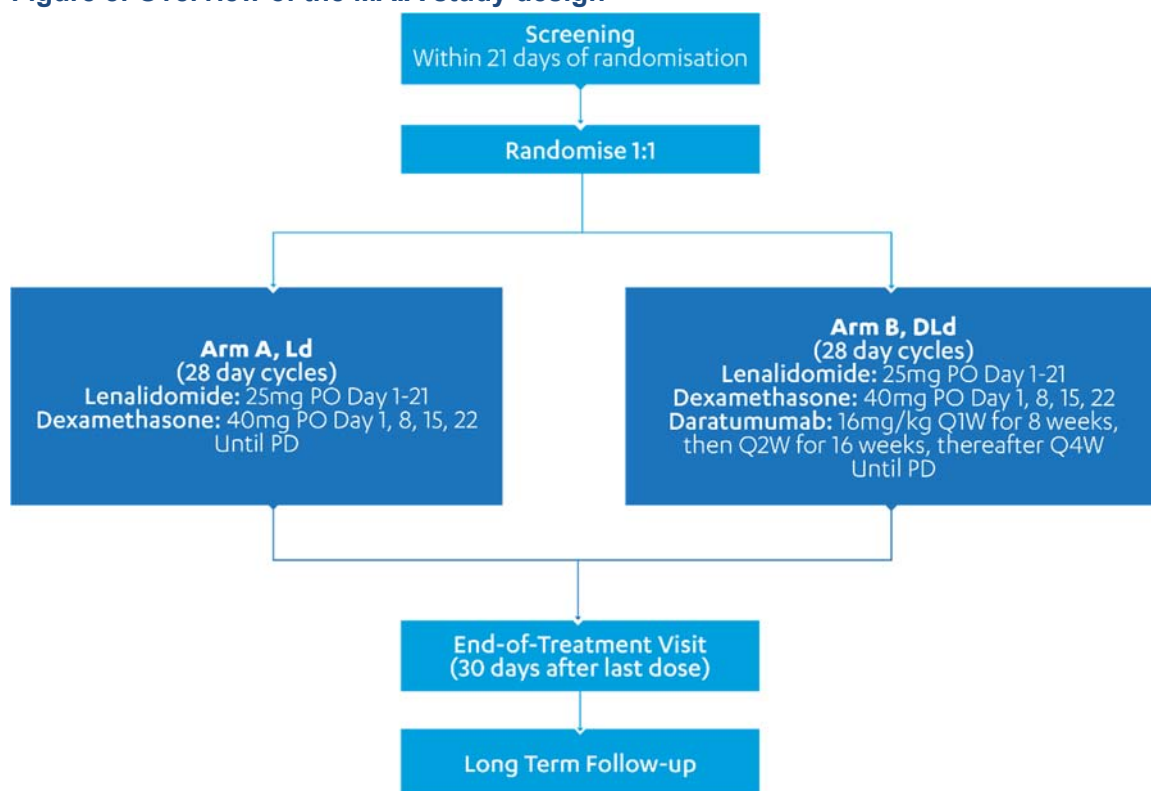 Screening
Within 21 days of randomisation
Randomise 1:1
Arm A, Ld
(28 day cycles)
Lenalidomide: 25mg PO Day 1-21
Dexamethasone: 40mg PO Day 1, 8, 15, 22
Until PD
Arm B, DLd
(28 day cycles)
Lenalidomide: 25mg PO Day 1-21
Dexamethasone: 40mg PO Day 1, 8, 15, 22
Daratumumab: 16mg/kg Q1W for 8 weeks,
then Q2W for 16 weeks, thereafter Q4W
Until PD
End-of-Treatment Visit
(30 days after last dose)
Long Term Follow-up